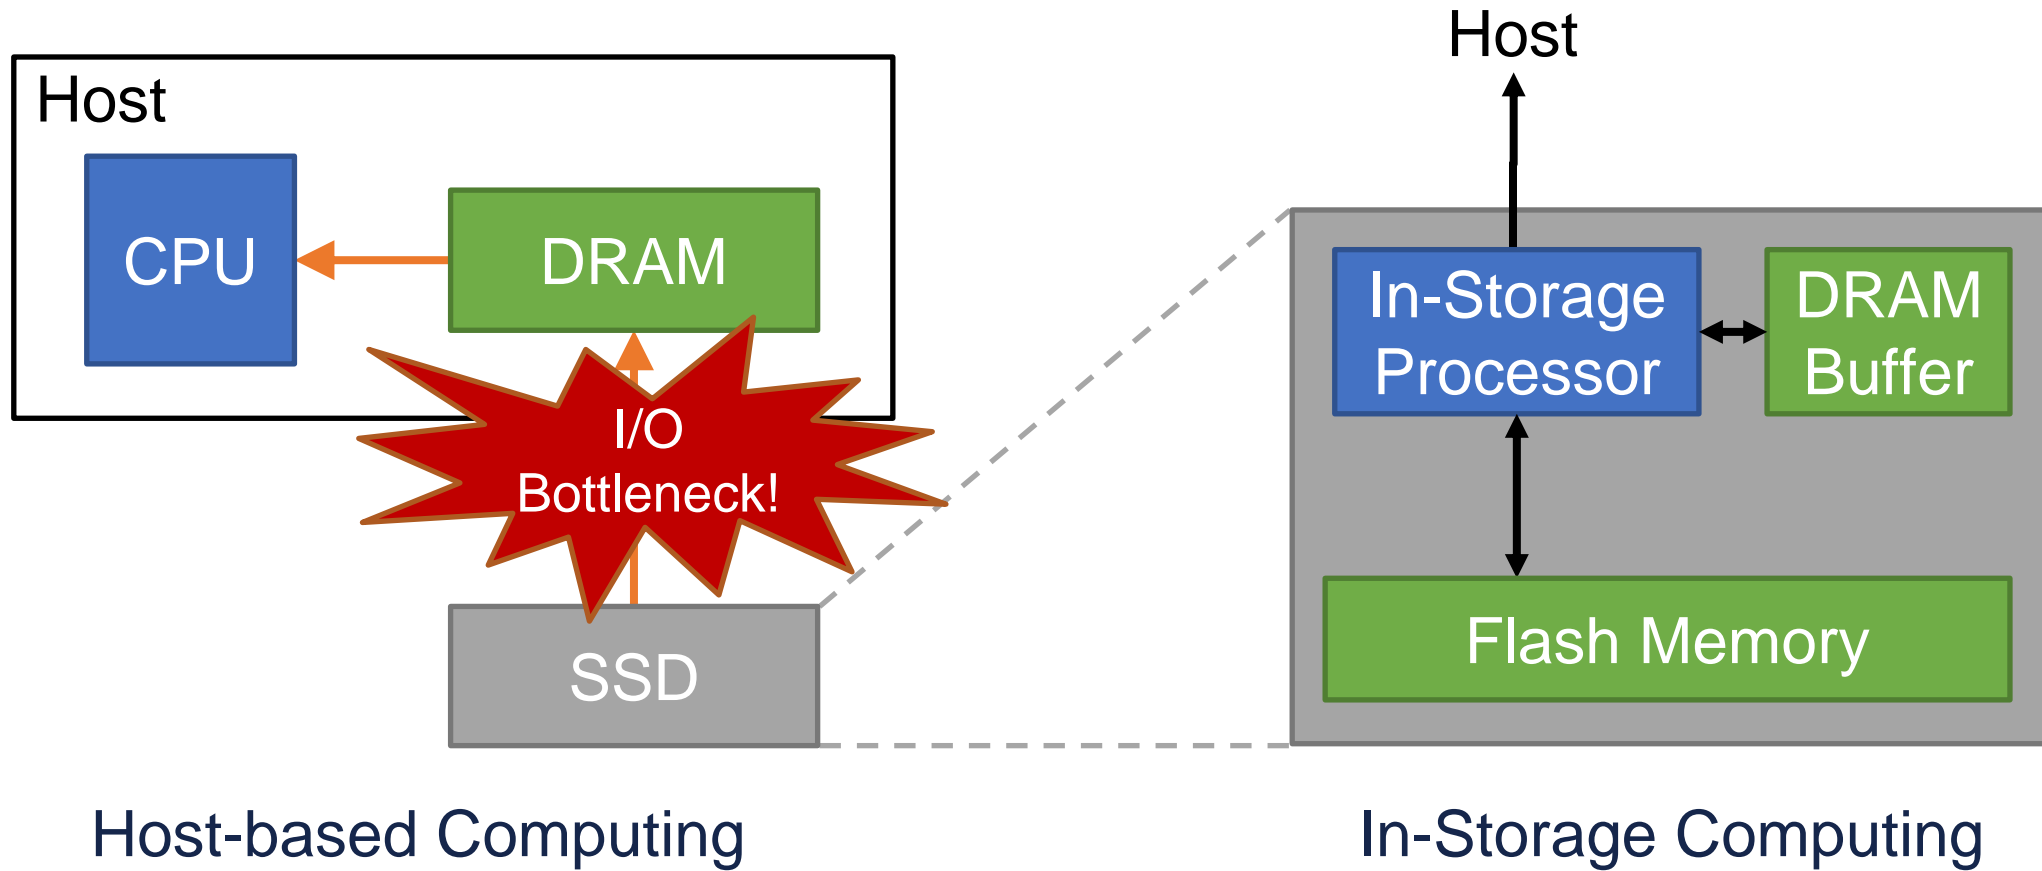 Host
CPU
DRAM
I/O
Bottleneck!
SSD
Host-based Computing
Host
In-Storage
Processor
DRAM
Buffer
Flash Memory
In-Storage Computing